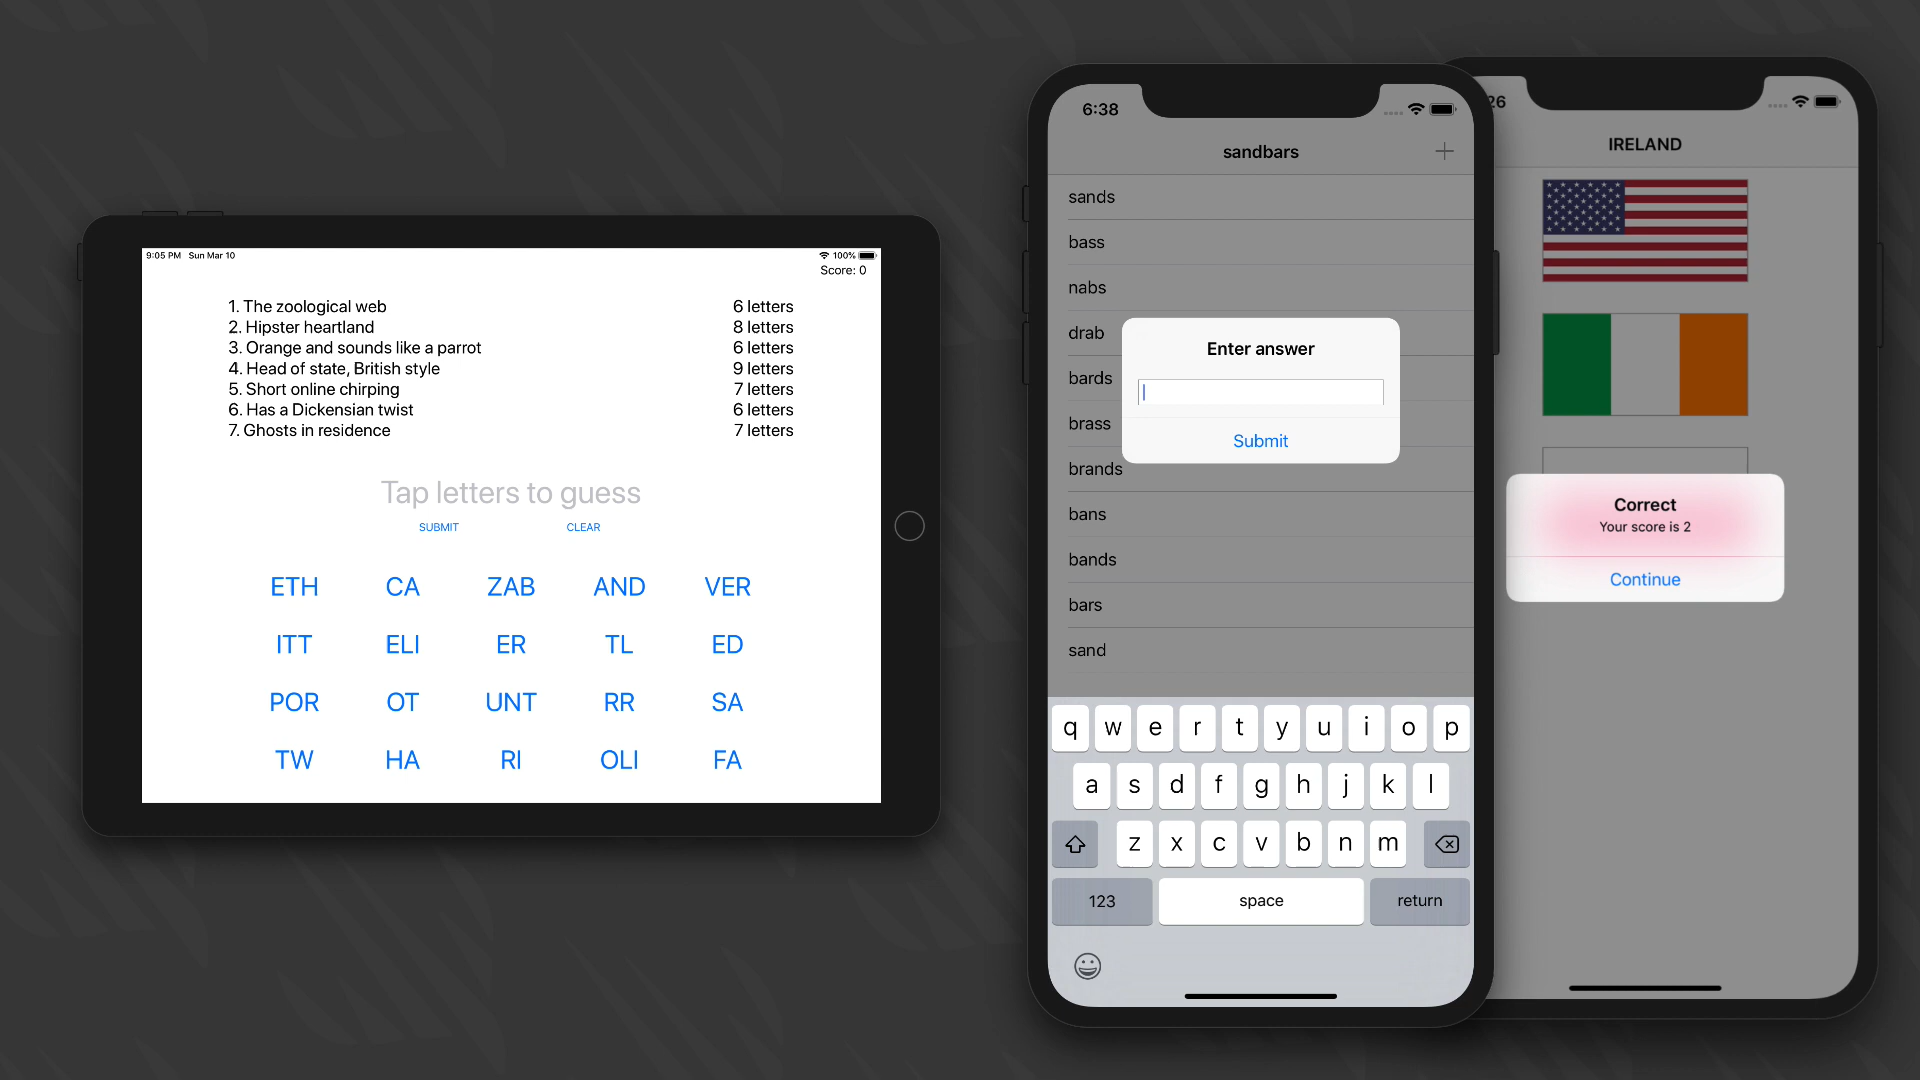 9:05 PM Sun Mar 10
100%
Score: 0
1. The zoological web 6 letters
2. Hipster heartland 8 letters
3. Orange and sounds like a parrot 6 letters
4. Head of state, British style 9 letters
5. Short online chirping 7 letters
6. Has a Dickensian twist 6 letters
7. Ghosts in residence 7 letters
Tap letters to guess
SUBMIT CLEAR
ETH CA ZAB AND VER
ITT ELI ER TL ED
POR OT UNT RR SA
TW HA RI OLI FA
6:38
sandbars
sands
bass
nabs
drab
bards
brass
brands
bans
bands
bars
sand
Enter answer
Submit
q w e r t y u i o p
a s d f g h j k l
z x c v b n m
123 space return
26
IRELAND
Correct
Your score is 2
Continue